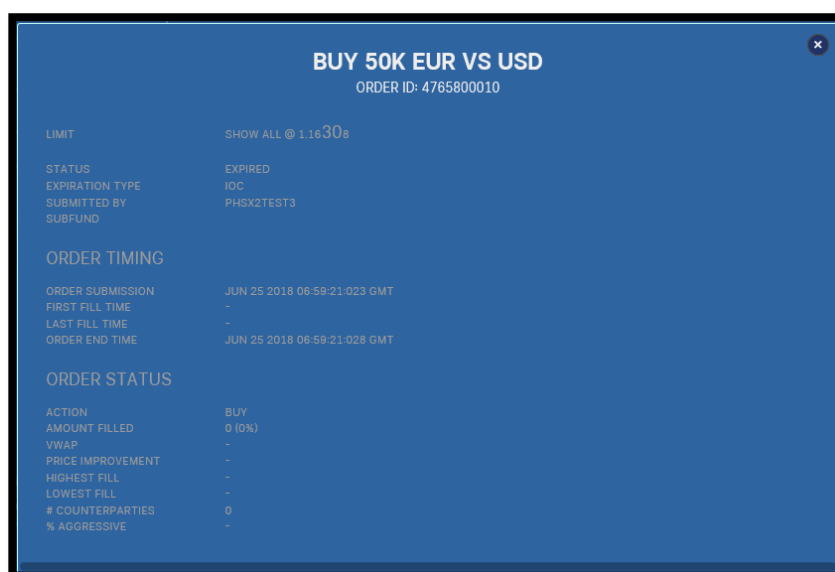 BUY 50K EUR VS USD
ORDER ID: 4765800010
LIMIT SHOW ALL @ 1.16308
STATUS EXPIRED
EXPIRATION TYPE IOC
SUBMITTED BY PHSX2TEST3
SUBFUND
ORDER TIMING
ORDER SUBMISSION JUN 25 2018 06:59:21:023 GMT
FIRST FILL TIME -
LAST FILL TIME -
ORDER END TIME JUN 25 2018 06:59:21:028 GMT
ORDER STATUS
ACTION BUY
AMOUNT FILLED 0 (0%)
VWAP -
PRICE IMPROVEMENT -
HIGHEST FILL -
LOWEST FILL -
# COUNTERPARTIES 0
% AGGRESSIVE -